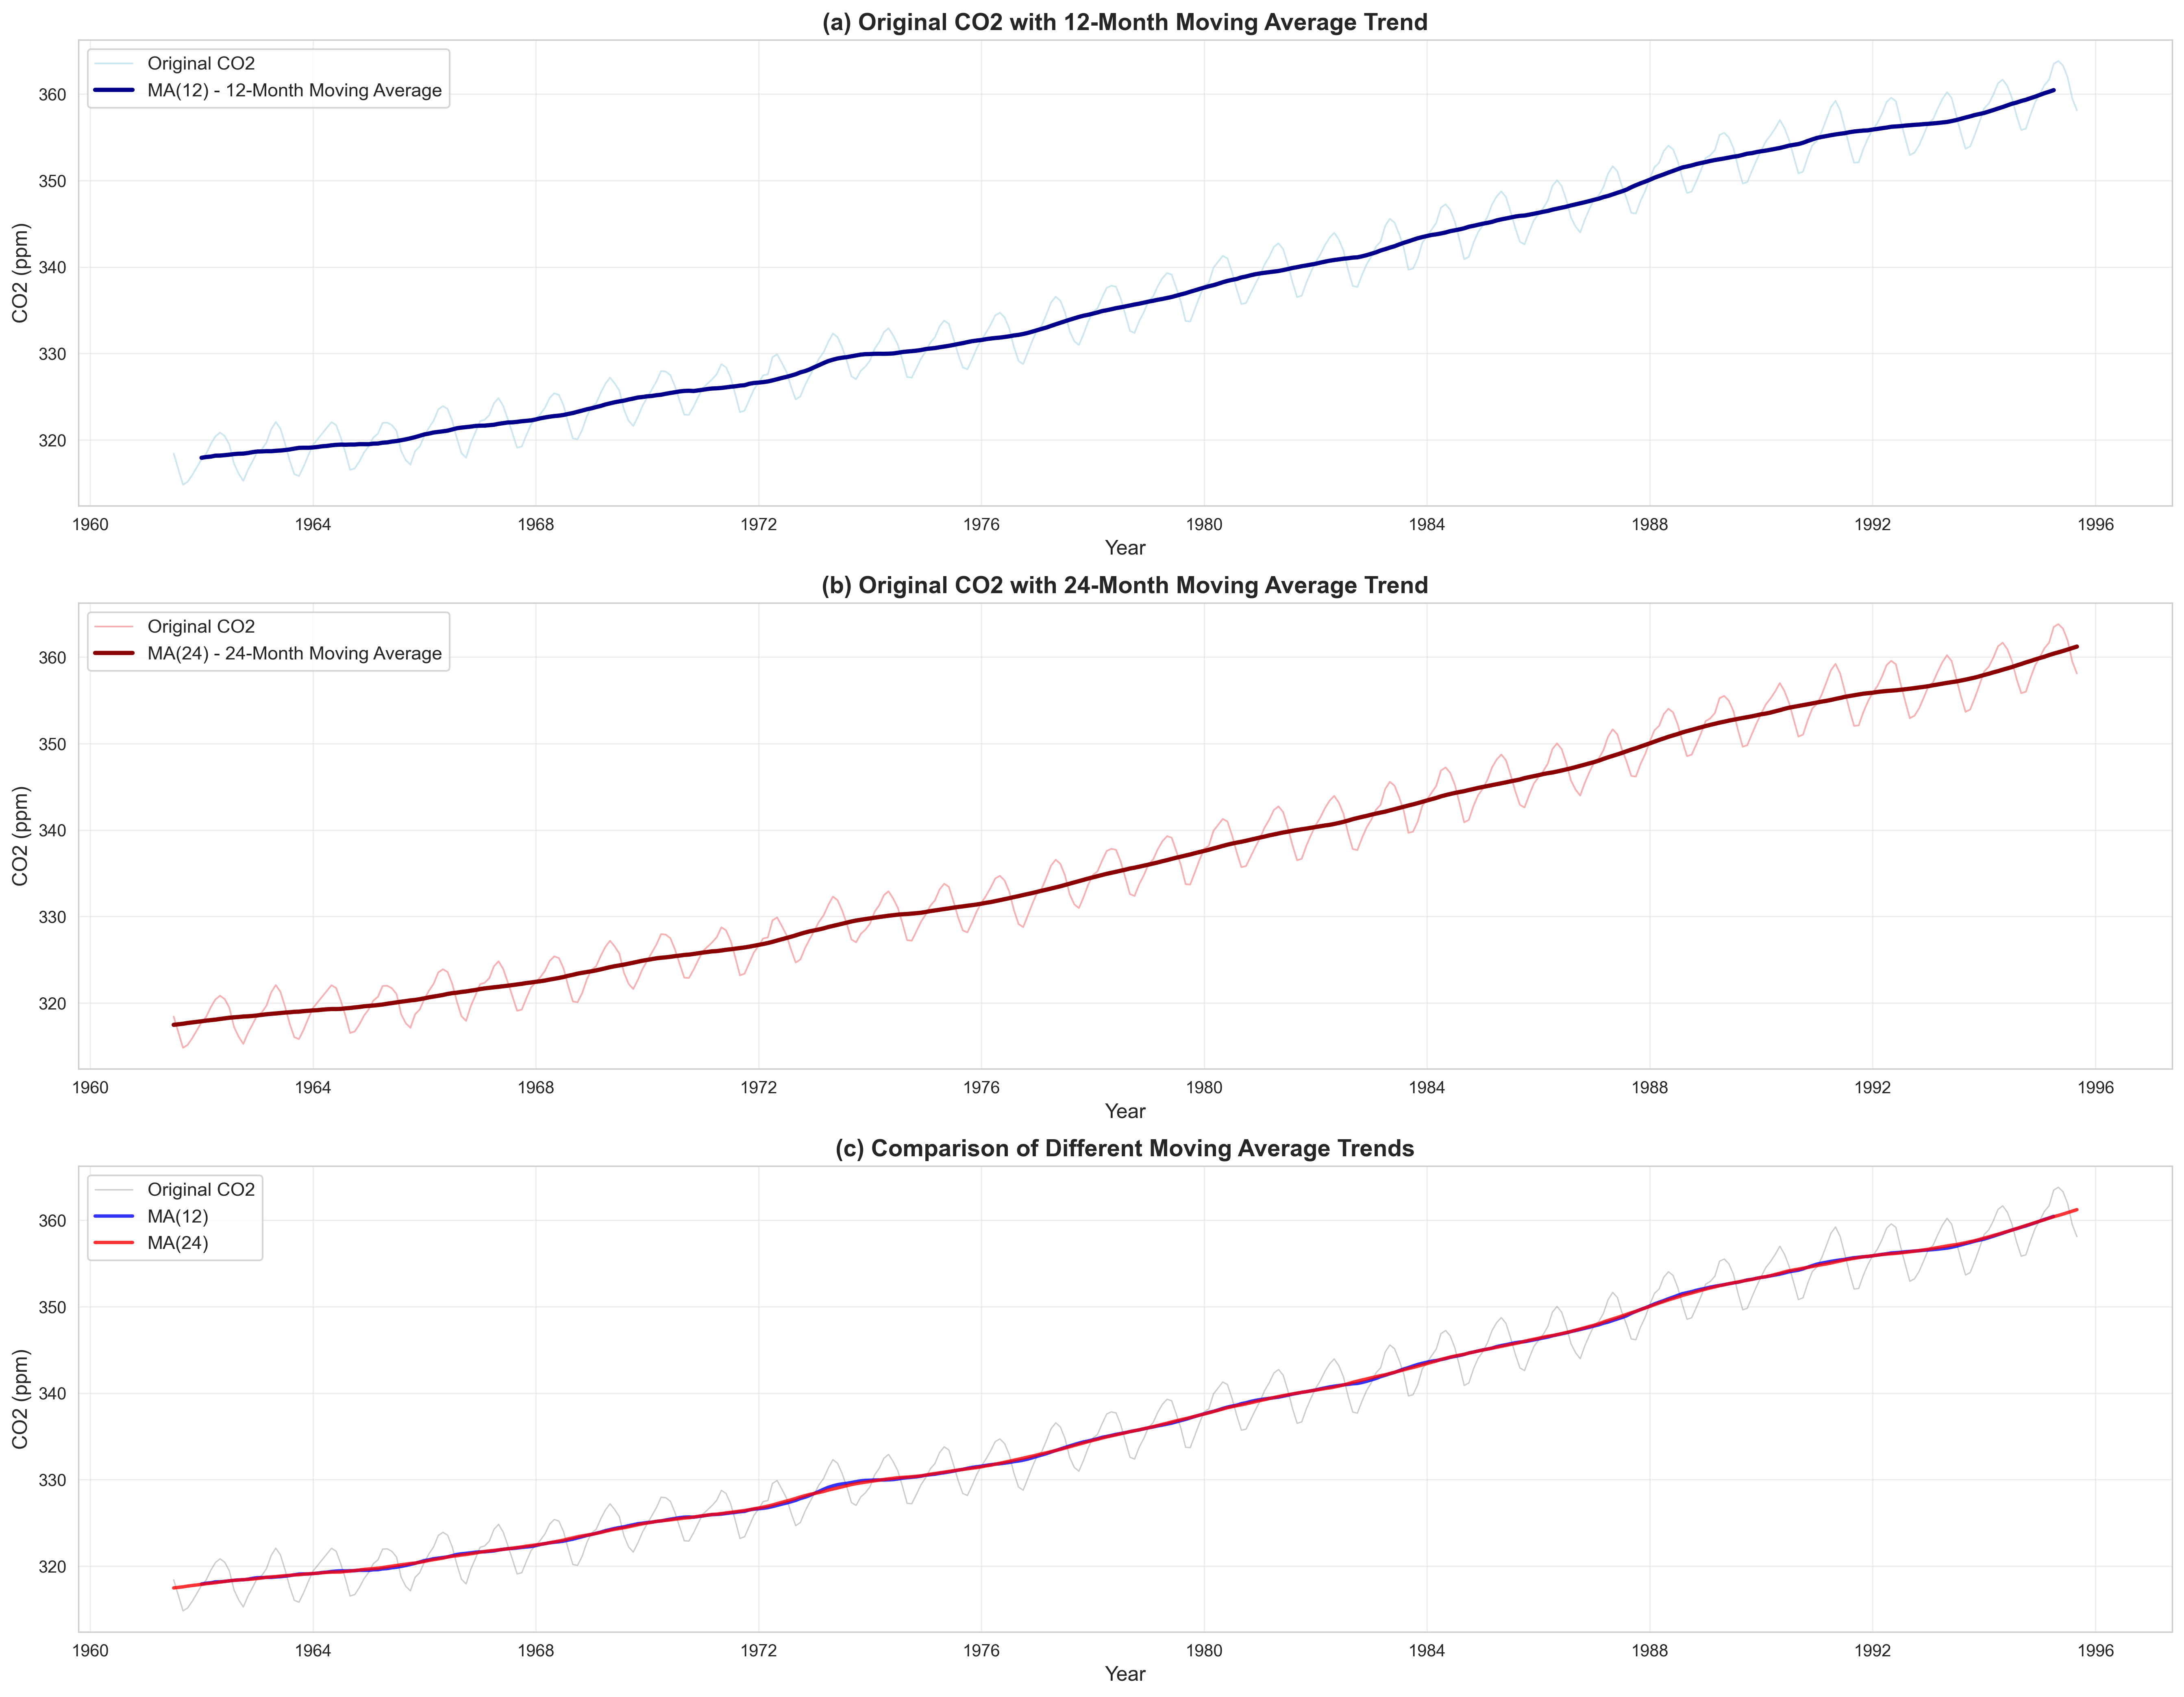 (a) Original CO2 with 12-Month Moving Average Trend
Original CO2
MA(12) - 12-Month Moving Average
360
350
340
330
320
CO2 (ppm)
1960 1964 1968 1972 1976 1980 1984 1988 1992 1996
Year
(b) Original CO2 with 24-Month Moving Average Trend
Original CO2
MA(24) - 24-Month Moving Average
360
350
340
330
320
CO2 (ppm)
1960 1964 1968 1972 1976 1980 1984 1988 1992 1996
Year
(c) Comparison of Different Moving Average Trends
Original CO2
MA(12)
MA(24)
360
350
340
330
320
CO2 (ppm)
1960 1964 1968 1972 1976 1980 1984 1988 1992 1996
Year